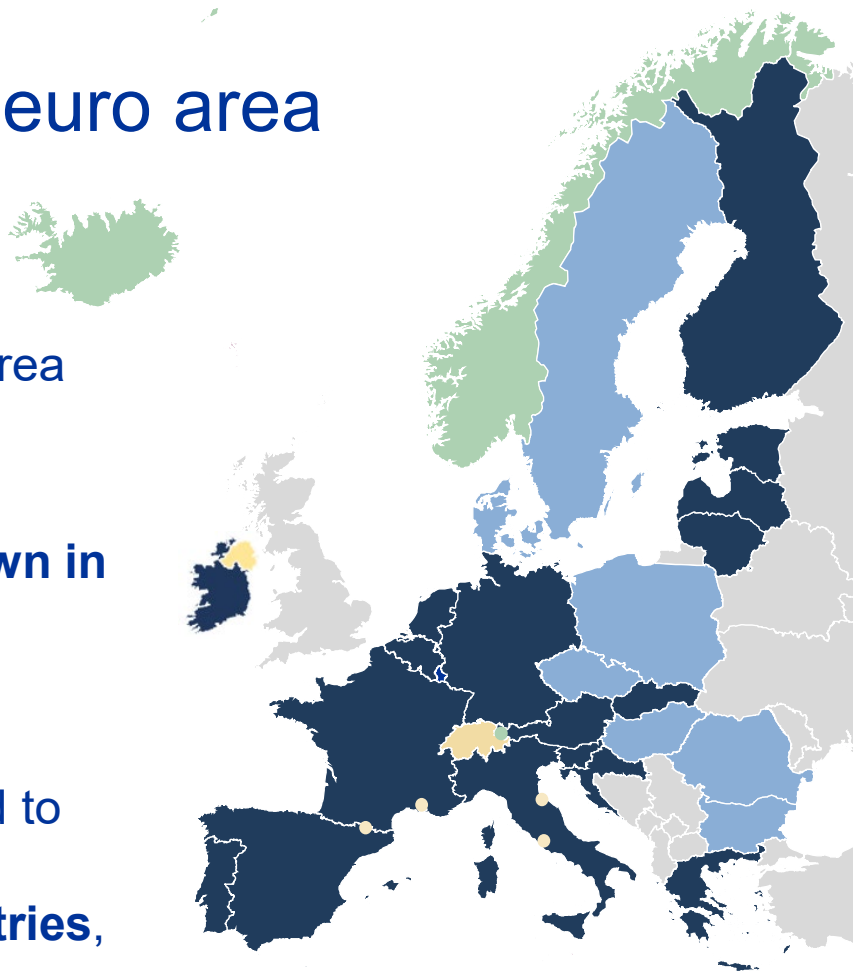 euro area
rea
wn in
d to
tries,